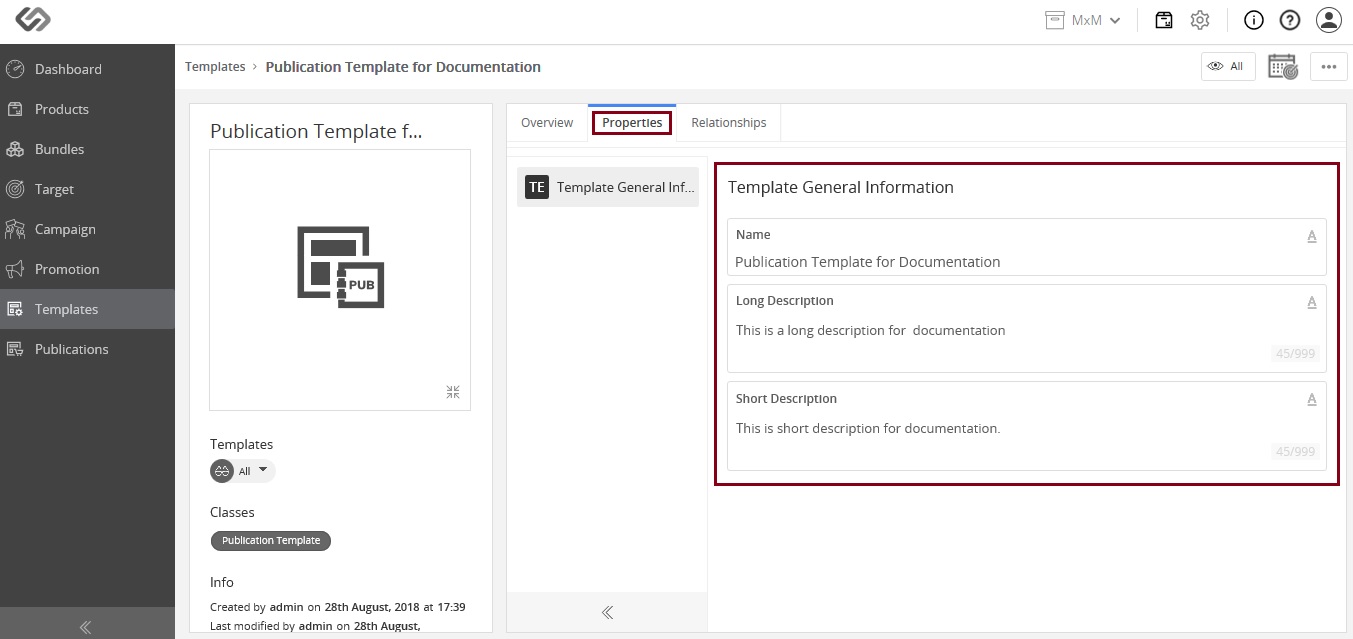 MxM
Dashboard
Products
Bundles
Target
Campaign
Promotion
Templates
Publications
Templates › Publication Template for Documentation
All
Publication Template f...
PUB
Templates
All
Classes
Publication Template
Info
Created by admin on 28th August, 2018 at 17:39
Last modified by admin on 28th August,
Overview
Properties
Relationships
TE Template General Inf...
Template General Information
Name
A
Publication Template for Documentation
Long Description
A
This is a long description for  documentation
45/999
Short Description
A
This is short description for documentation.
45/999